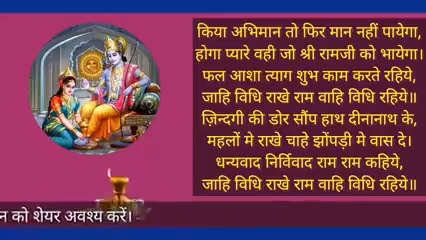 किया अभिमान तो फिर मान नहीं पायेगा,
होगा प्यारे वही जो श्री रामजी को भायेगा।
फल आशा त्याग शुभ काम करते रहिये,
जाहि विधि राखे राम वाहि विधि रहिये॥
ज़िन्दगी की डोर सौंप हाथ दीनानाथ के,
महलों मे राखे चाहे झोंपड़ी मे वास दे।
धन्यवाद निर्विवाद राम राम कहिये,
जाहि विधि राखे राम वाहि विधि रहिये॥
को शेयर अवश्य करें।